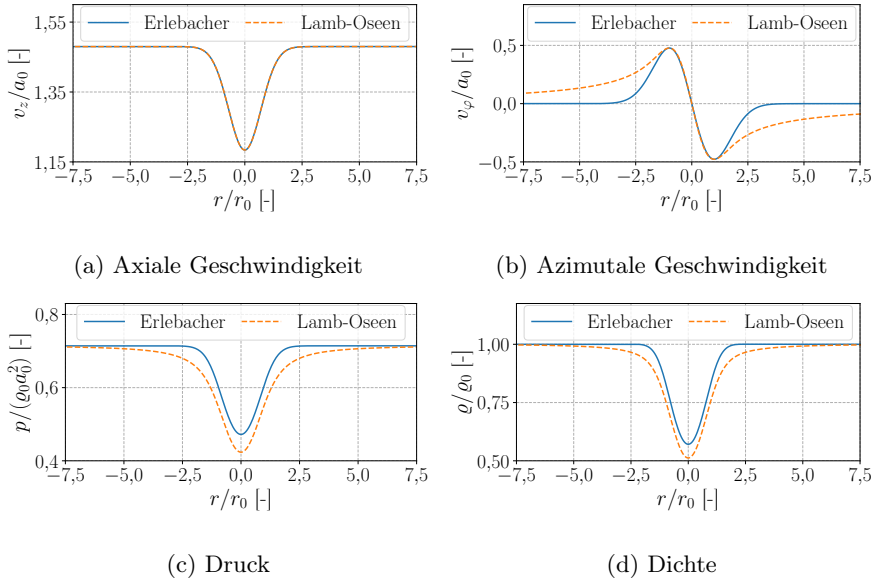 Erlebacher Lamb-Oseen
1,55
1,35
1,15
v_z/a_0 [-]
−7,5 −5,0 −2,5 0,0 2,5 5,0 7,5
r/r_0 [-]
(a) Axiale Geschwindigkeit
Erlebacher Lamb-Oseen
0,5
0,0
−0,5
v_φ/a_0 [-]
−7,5 −5,0 −2,5 0,0 2,5 5,0 7,5
r/r_0 [-]
(b) Azimutale Geschwindigkeit
Erlebacher Lamb-Oseen
0,8
0,6
0,4
p/(ϱ_0a_0^2) [-]
−7,5 −5,0 −2,5 0,0 2,5 5,0 7,5
r/r_0 [-]
(c) Druck
Erlebacher Lamb-Oseen
1,00
0,75
0,50
ϱ/ϱ_0 [-]
−7,5 −5,0 −2,5 0,0 2,5 5,0 7,5
r/r_0 [-]
(d) Dichte